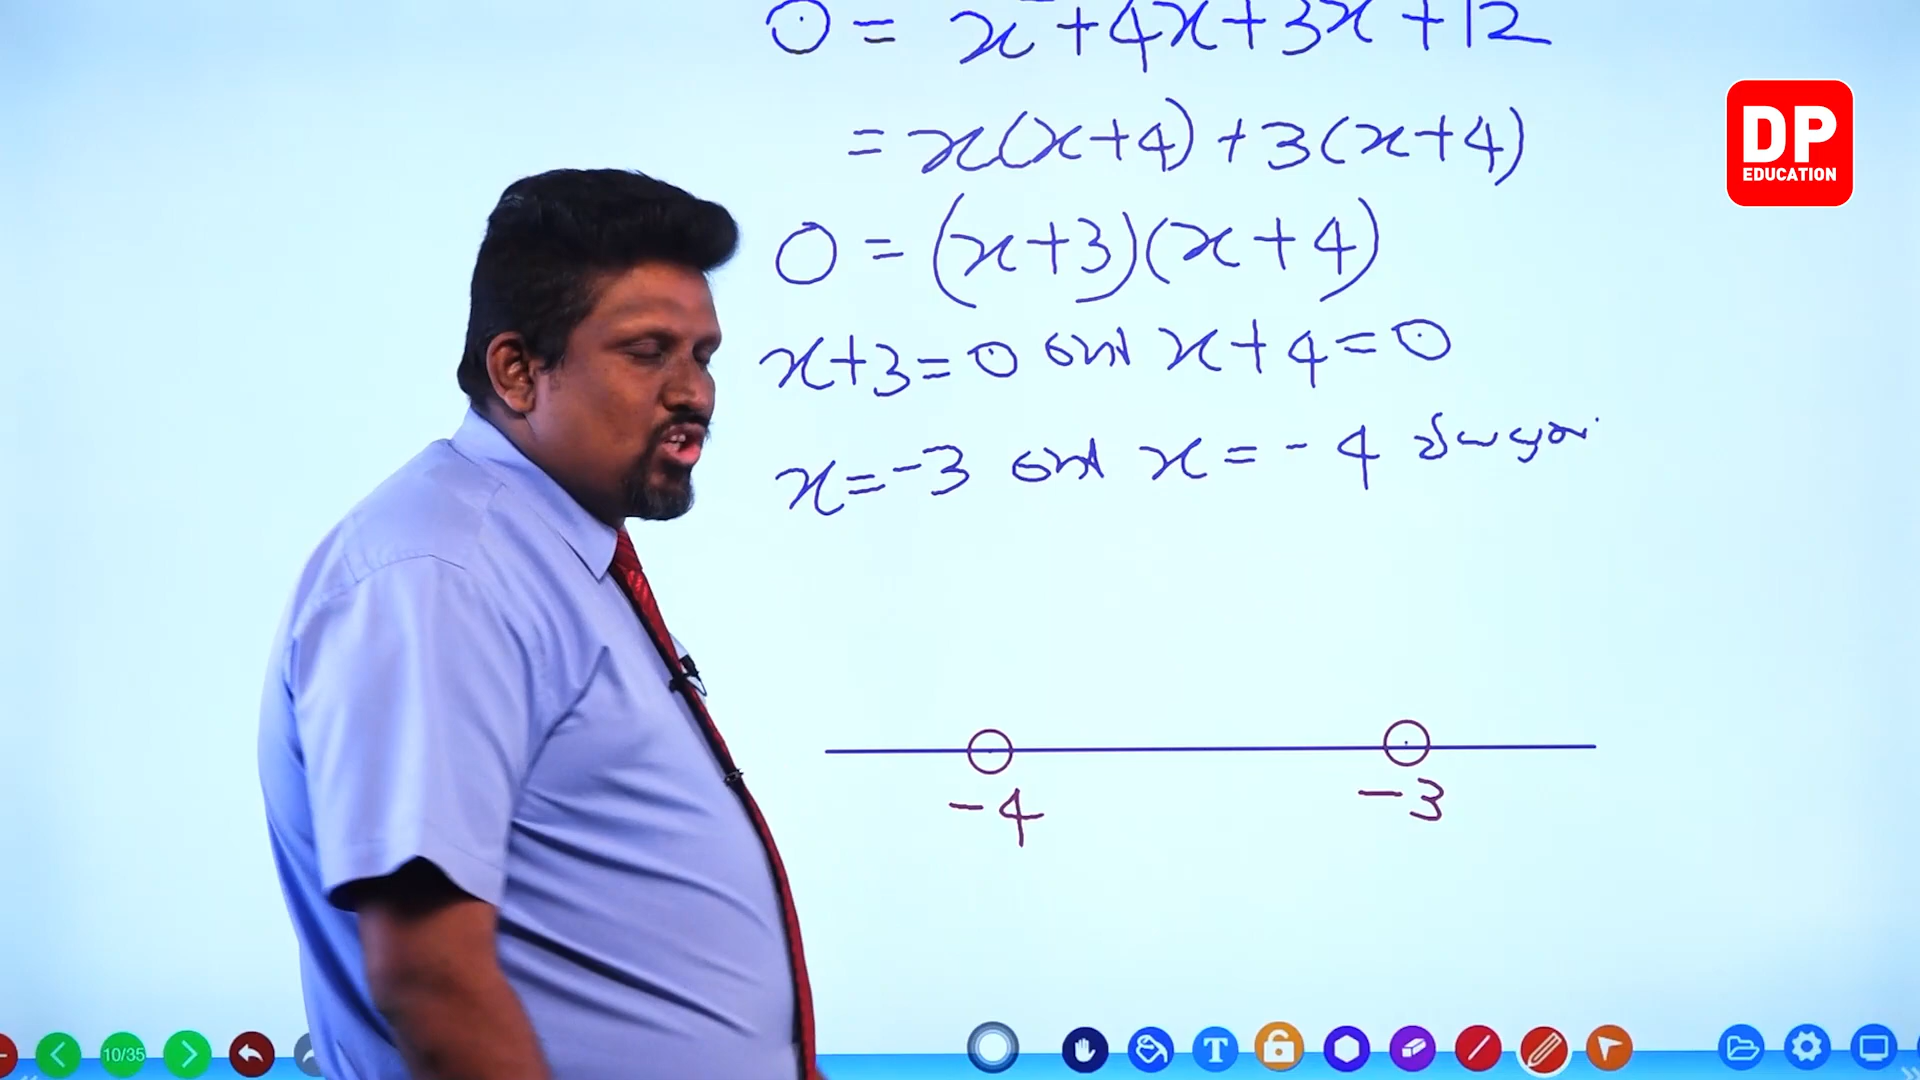 0 = x² + 4x + 3x + 12
= x(x+4) + 3(x+4)
0 = (x+3)(x+4)
x+3=0 හෝ x+4=0
x=-3 හෝ x=-4
-4
-3
DP
EDUCATION
10/35
T